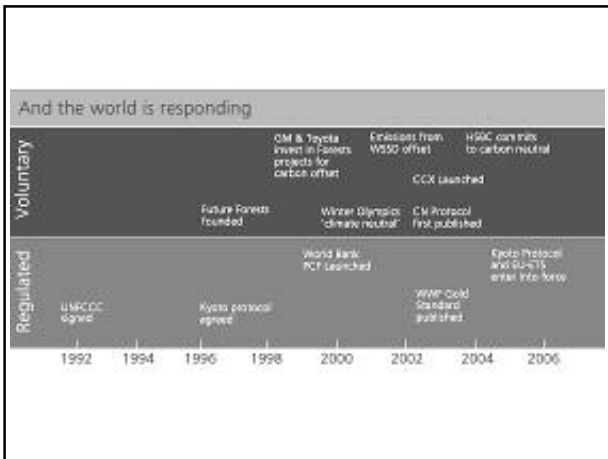 And the world is responding
Voluntary
GM & Toyota
invest in Forests
projects for
carbon offset
Emissions from
WSSD offset
HSBC commits
to carbon neutral
CCX Launched
Future Forests
founded
Winter Olympics
'climate neutral'
CN Protocol
first published
Regulated
World Bank
PCF Launched
Kyoto Protocol
and EU-ETS
enter into force
UNFCCC
signed
Kyoto protocol
agreed
WWF Gold
Standard
published
1992 1994 1996 1998 2000 2002 2004 2006